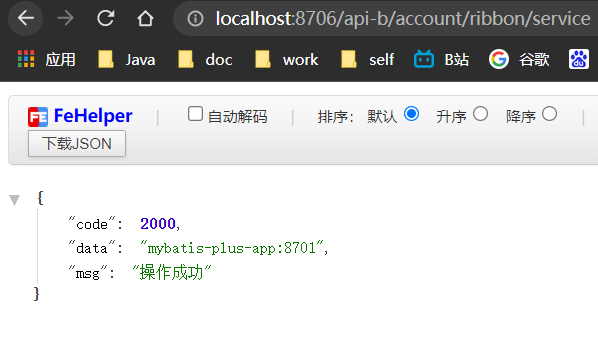 localhost:8706/api-b/account/ribbon/service
应用 Java doc work self B站 谷歌 du
FE FeHelper | 自动解码 | 排序: 默认 升序 降序 |
下载JSON
{
"code": 2000,
"data": "mybatis-plus-app:8701",
"msg": "操作成功"
}